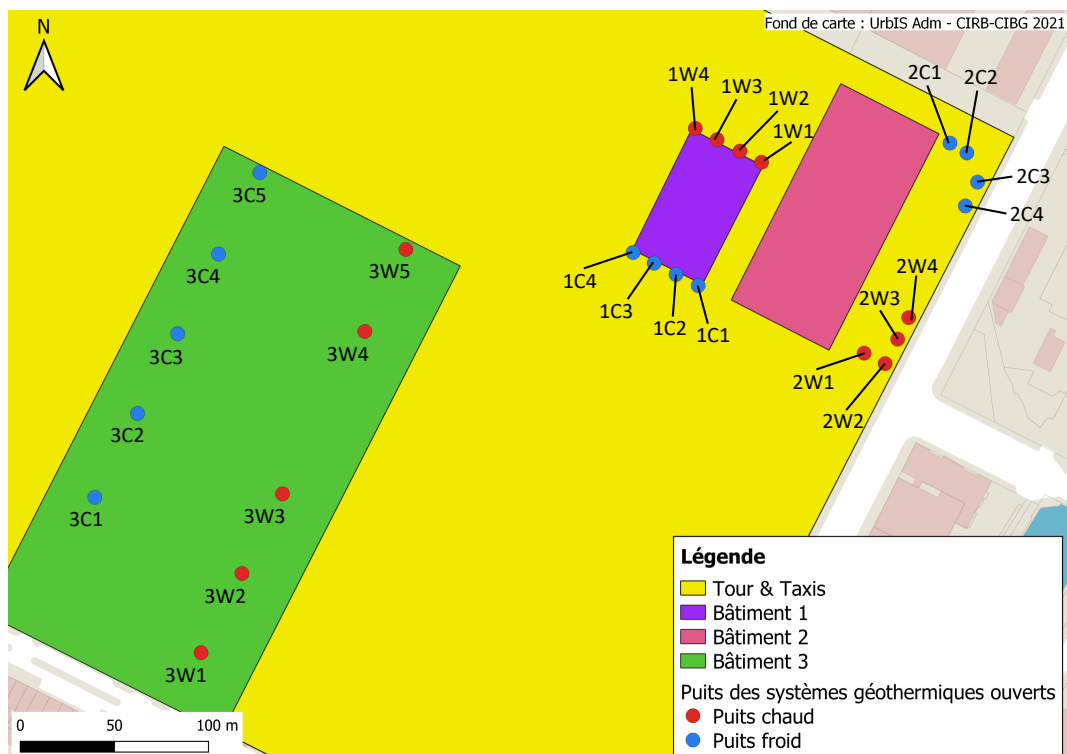 Fond de carte : UrbIS Adm - CIRB-CIBG 2021
N
1W4
1W3
1W2
1W1
2C1
2C2
2C3
2C4
3C5
3C4
3W5
1C4
1C3
1C2
1C1
2W4
2W3
3C3
3W4
2W1
2W2
3C2
3C1
3W3
3W2
3W1
Légende
Tour & Taxis
Bâtiment 1
Bâtiment 2
Bâtiment 3
Puits des systèmes géothermiques ouverts
Puits chaud
Puits froid
0 50 100 m